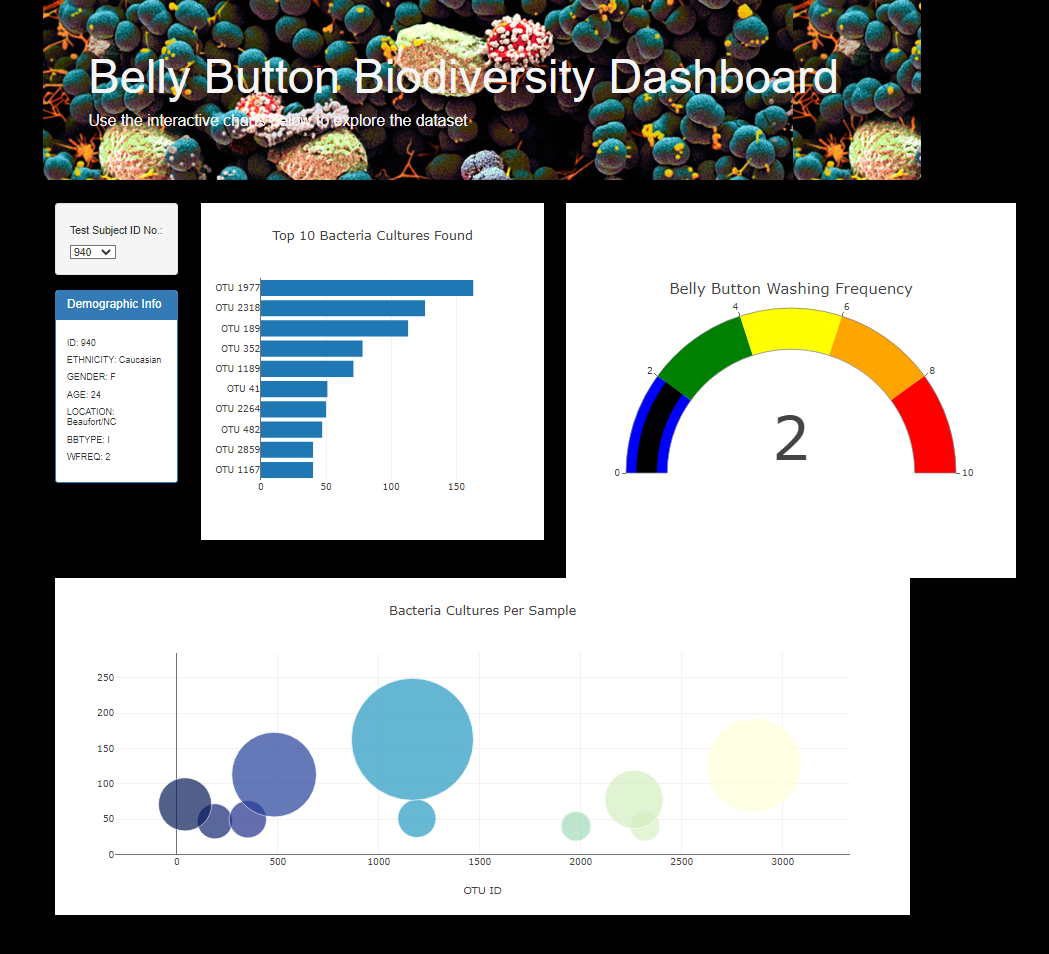 Belly Button Biodiversity Dashboard
Use the interactive charts below to explore the dataset
Test Subject ID No.:
940
Demographic Info
ID: 940
ETHNICITY: Caucasian
GENDER: F
AGE: 24
LOCATION:
Beaufort/NC
BBTYPE: I
WFREQ: 2
Top 10 Bacteria Cultures Found
OTU 1977
OTU 2318
OTU 189
OTU 352
OTU 1189
OTU 41
OTU 2264
OTU 482
OTU 2859
OTU 1167
0 50 100 150
Belly Button Washing Frequency
0 2 4 6 8 10
2
Bacteria Cultures Per Sample
250
200
150
100
50
0
0 500 1000 1500 2000 2500 3000
OTU ID